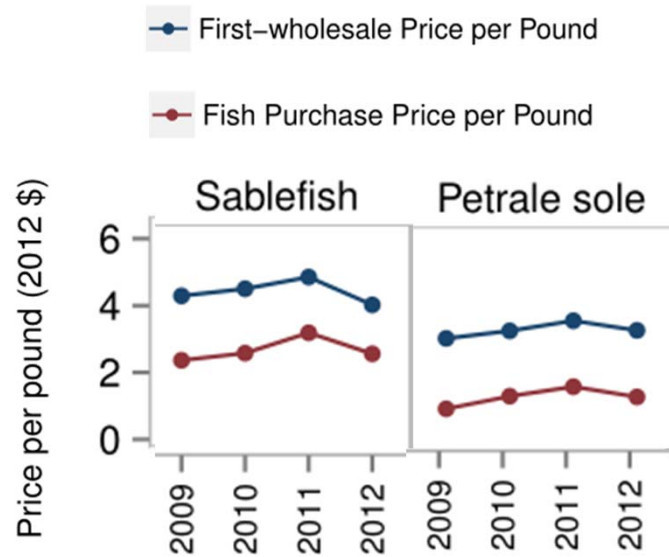 First−wholesale Price per Pound
Fish Purchase Price per Pound
Sablefish
Petrale sole
Price per pound (2012 $)
6
4
2
0
2009
2010
2011
2012
2009
2010
2011
2012